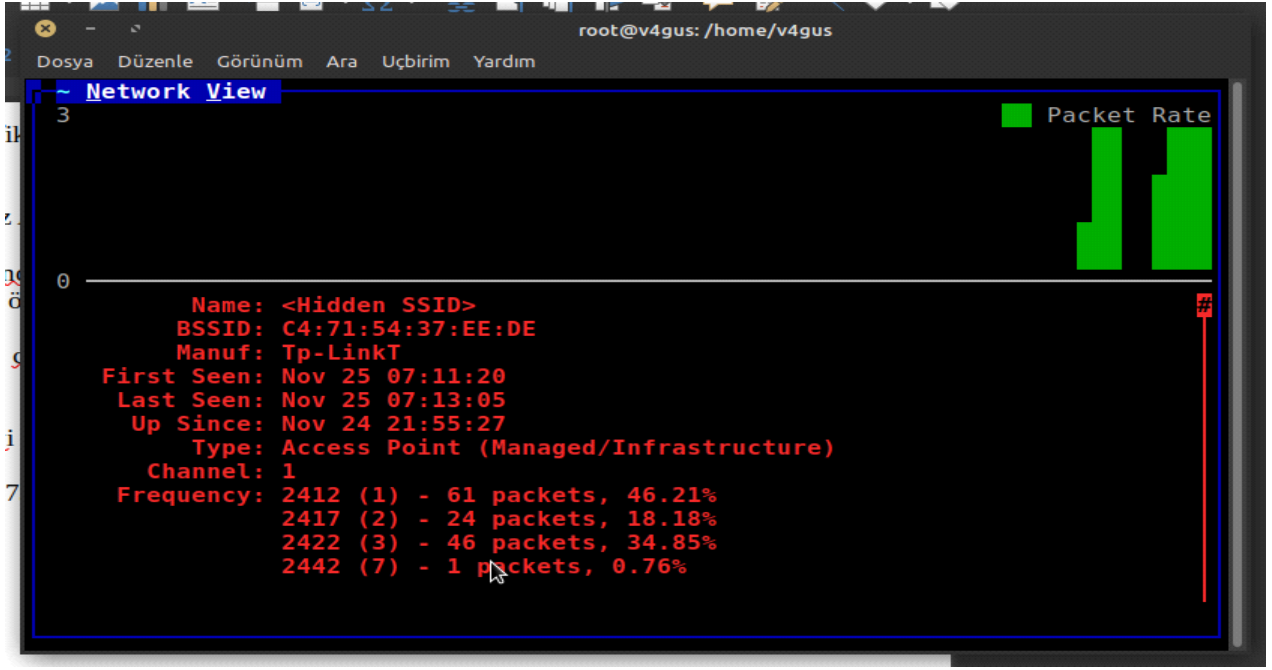 root@v4gus: /home/v4gus
Dosya Düzenle Görünüm Ara Uçbirim Yardım
~ Network View
3
Packet Rate
0
Name: <Hidden SSID>
BSSID: C4:71:54:37:EE:DE
Manuf: Tp-LinkT
First Seen: Nov 25 07:11:20
Last Seen: Nov 25 07:13:05
Up Since: Nov 24 21:55:27
Type: Access Point (Managed/Infrastructure)
Channel: 1
Frequency: 2412 (1) - 61 packets, 46.21%
2417 (2) - 24 packets, 18.18%
2422 (3) - 46 packets, 34.85%
2442 (7) - 1 packets, 0.76%
#